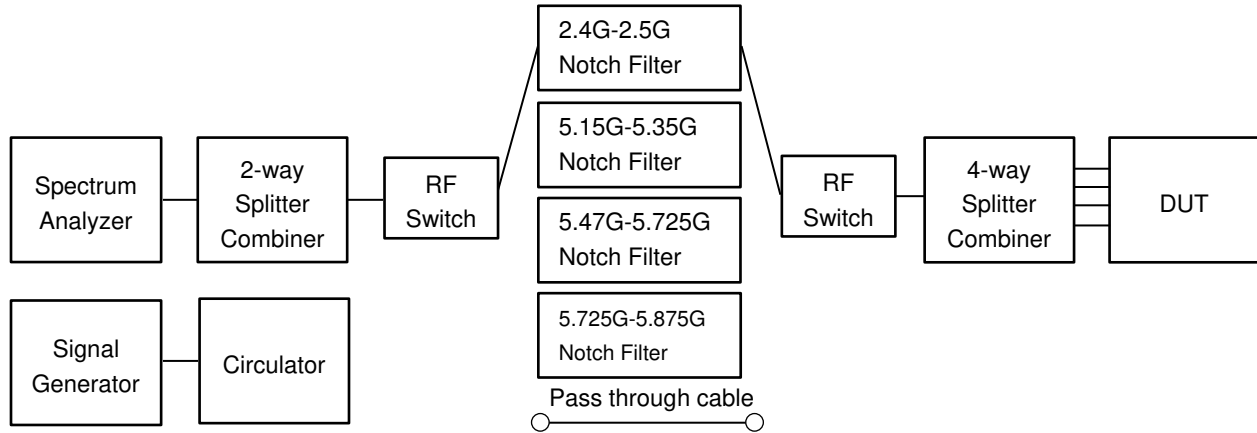 2.4G-2.5G
Notch Filter
5.15G-5.35G
Notch Filter
Spectrum
Analyzer
2-way
Splitter
Combiner
RF
Switch
RF
Switch
4-way
Splitter
Combiner
DUT
5.47G-5.725G
Notch Filter
5.725G-5.875G
Notch Filter
Signal
Generator
Circulator
Pass through cable